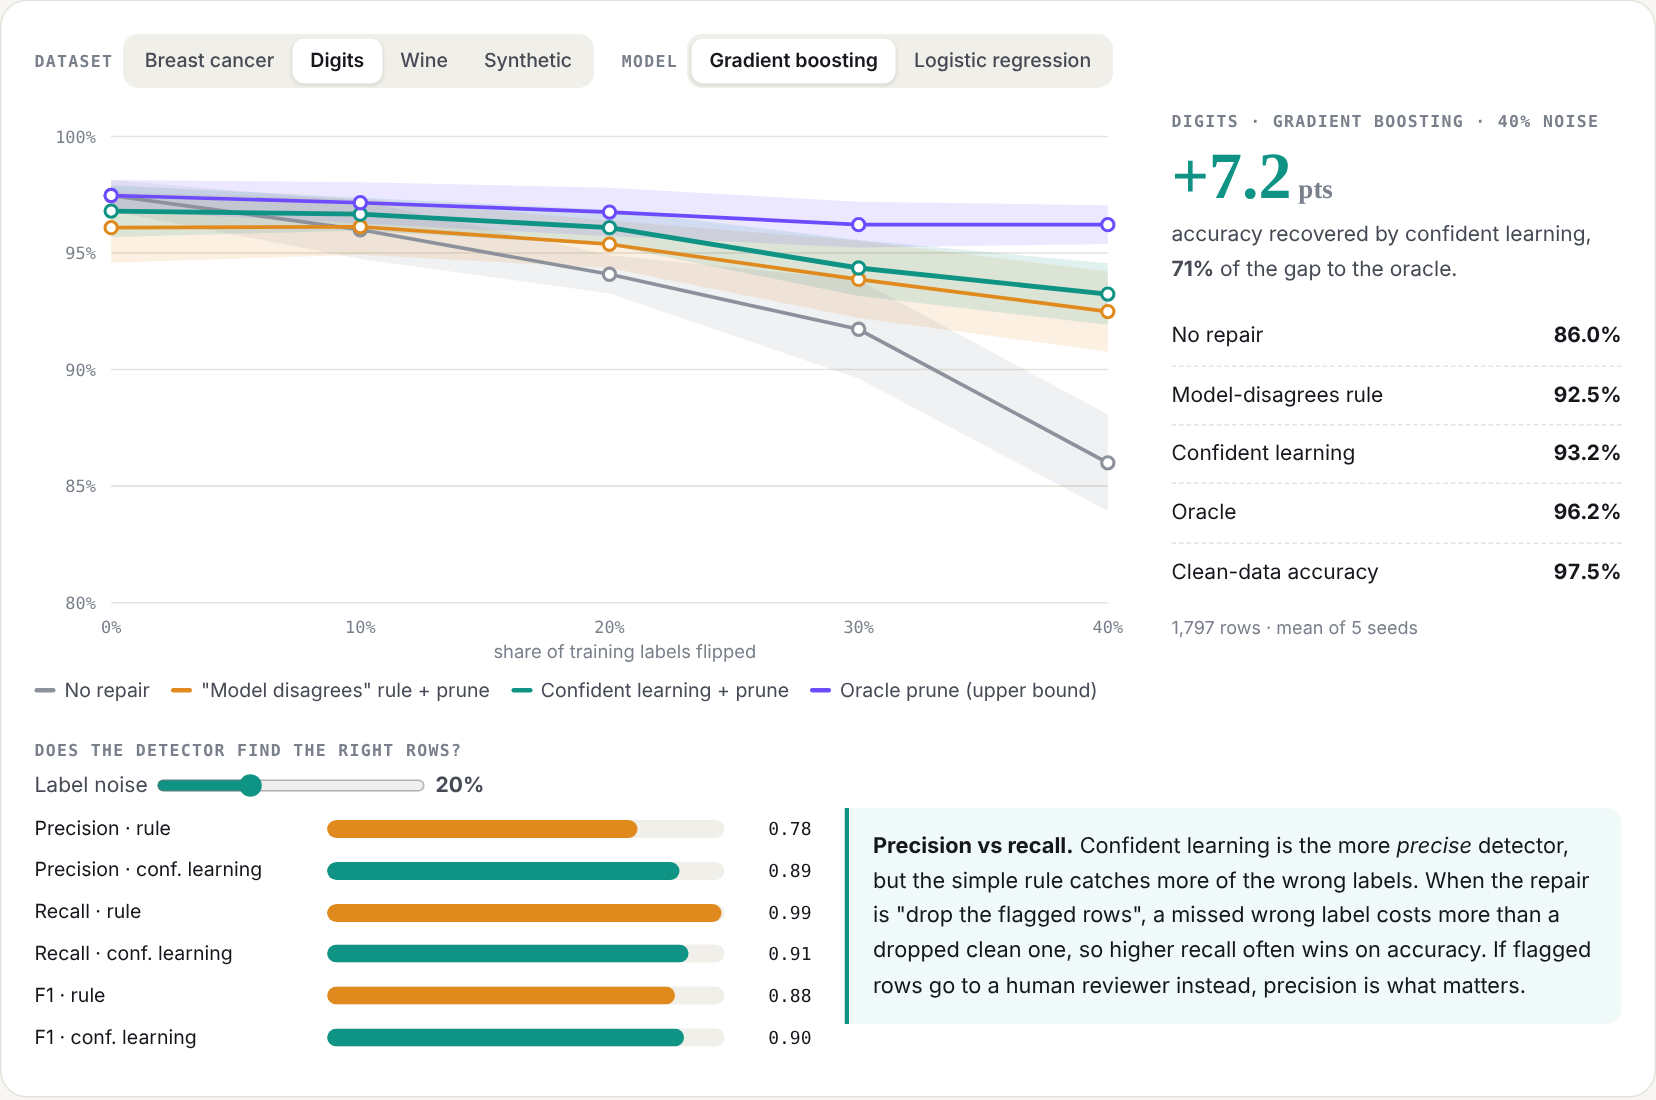 DATASET Breast cancer Digits Wine Synthetic MODEL Gradient boosting Logistic regression
100%
95%
90%
85%
80%
0% 10% 20% 30% 40%
share of training labels flipped
No repair "Model disagrees" rule + prune Confident learning + prune Oracle prune (upper bound)
DIGITS · GRADIENT BOOSTING · 40% NOISE
+7.2 pts
accuracy recovered by confident learning,
71% of the gap to the oracle.
No repair 86.0%
Model-disagrees rule 92.5%
Confident learning 93.2%
Oracle 96.2%
Clean-data accuracy 97.5%
1,797 rows · mean of 5 seeds
DOES THE DETECTOR FIND THE RIGHT ROWS?
Label noise 20%
Precision · rule 0.78
Precision · conf. learning 0.89
Recall · rule 0.99
Recall · conf. learning 0.91
F1 · rule 0.88
F1 · conf. learning 0.90
Precision vs recall. Confident learning is the more precise detector,
but the simple rule catches more of the wrong labels. When the repair
is "drop the flagged rows", a missed wrong label costs more than a
dropped clean one, so higher recall often wins on accuracy. If flagged
rows go to a human reviewer instead, precision is what matters.